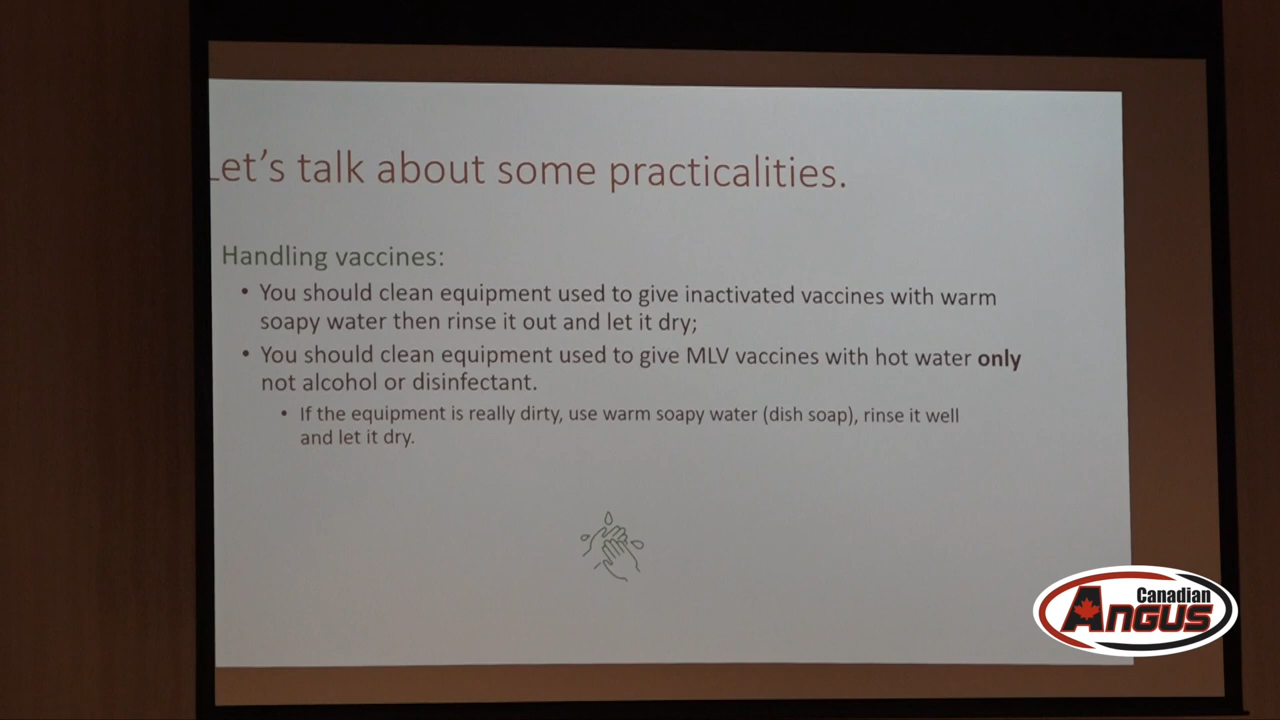 Let's talk about some practicalities.
Handling vaccines:
• You should clean equipment used to give inactivated vaccines with warm
soapy water then rinse it out and let it dry;
• You should clean equipment used to give MLV vaccines with hot water only
not alcohol or disinfectant.
• If the equipment is really dirty, use warm soapy water (dish soap), rinse it well
and let it dry.
Canadian
ANGUS